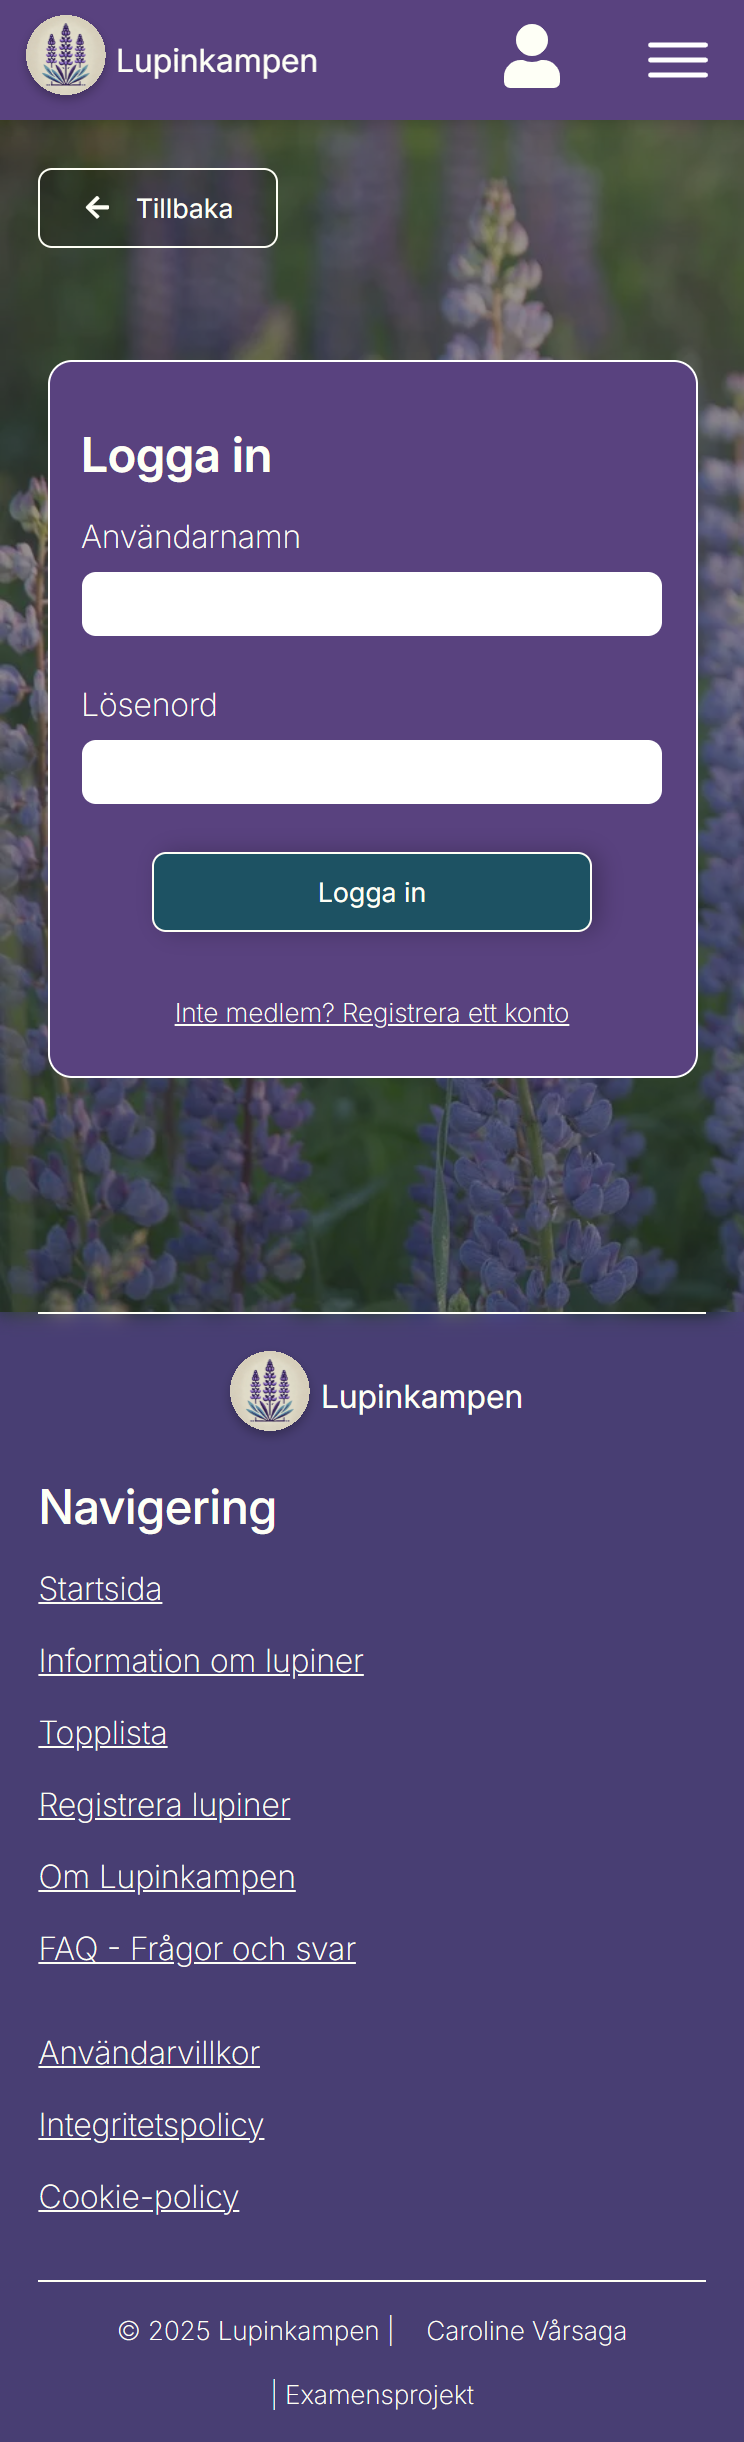 Lupinkampen
Tillbaka
Logga in
Användarnamn
Lösenord
Logga in
Inte medlem? Registrera ett konto
Lupinkampen
Navigering
Startsida
Information om lupiner
Topplista
Registrera lupiner
Om Lupinkampen
FAQ - Frågor och svar
Användarvillkor
Integritetspolicy
Cookie-policy
© 2025 Lupinkampen | Caroline Vårsaga
| Examensprojekt